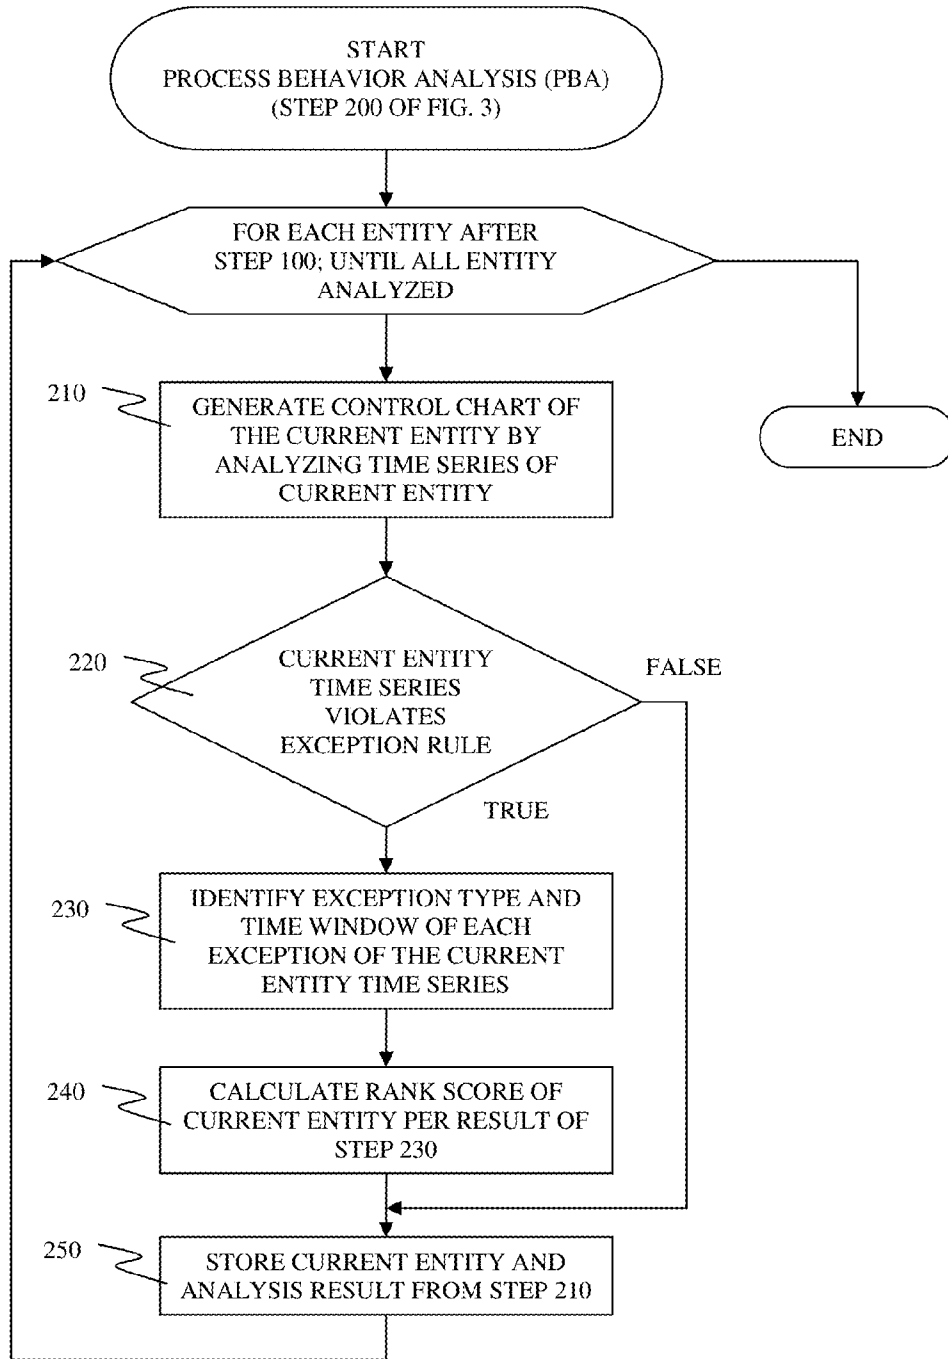 START
PROCESS BEHAVIOR ANALYSIS (PBA)
(STEP 200 OF FIG. 3)
FOR EACH ENTITY AFTER
STEP 100; UNTIL ALL ENTITY
ANALYZED
210
GENERATE CONTROL CHART OF
THE CURRENT ENTITY BY
ANALYZING TIME SERIES OF
CURRENT ENTITY
END
220
CURRENT ENTITY
TIME SERIES
VIOLATES
EXCEPTION RULE
FALSE
TRUE
230
IDENTIFY EXCEPTION TYPE AND
TIME WINDOW OF EACH
EXCEPTION OF THE CURRENT
ENTITY TIME SERIES
240
CALCULATE RANK SCORE OF
CURRENT ENTITY PER RESULT OF
STEP 230
250
STORE CURRENT ENTITY AND
ANALYSIS RESULT FROM STEP 210